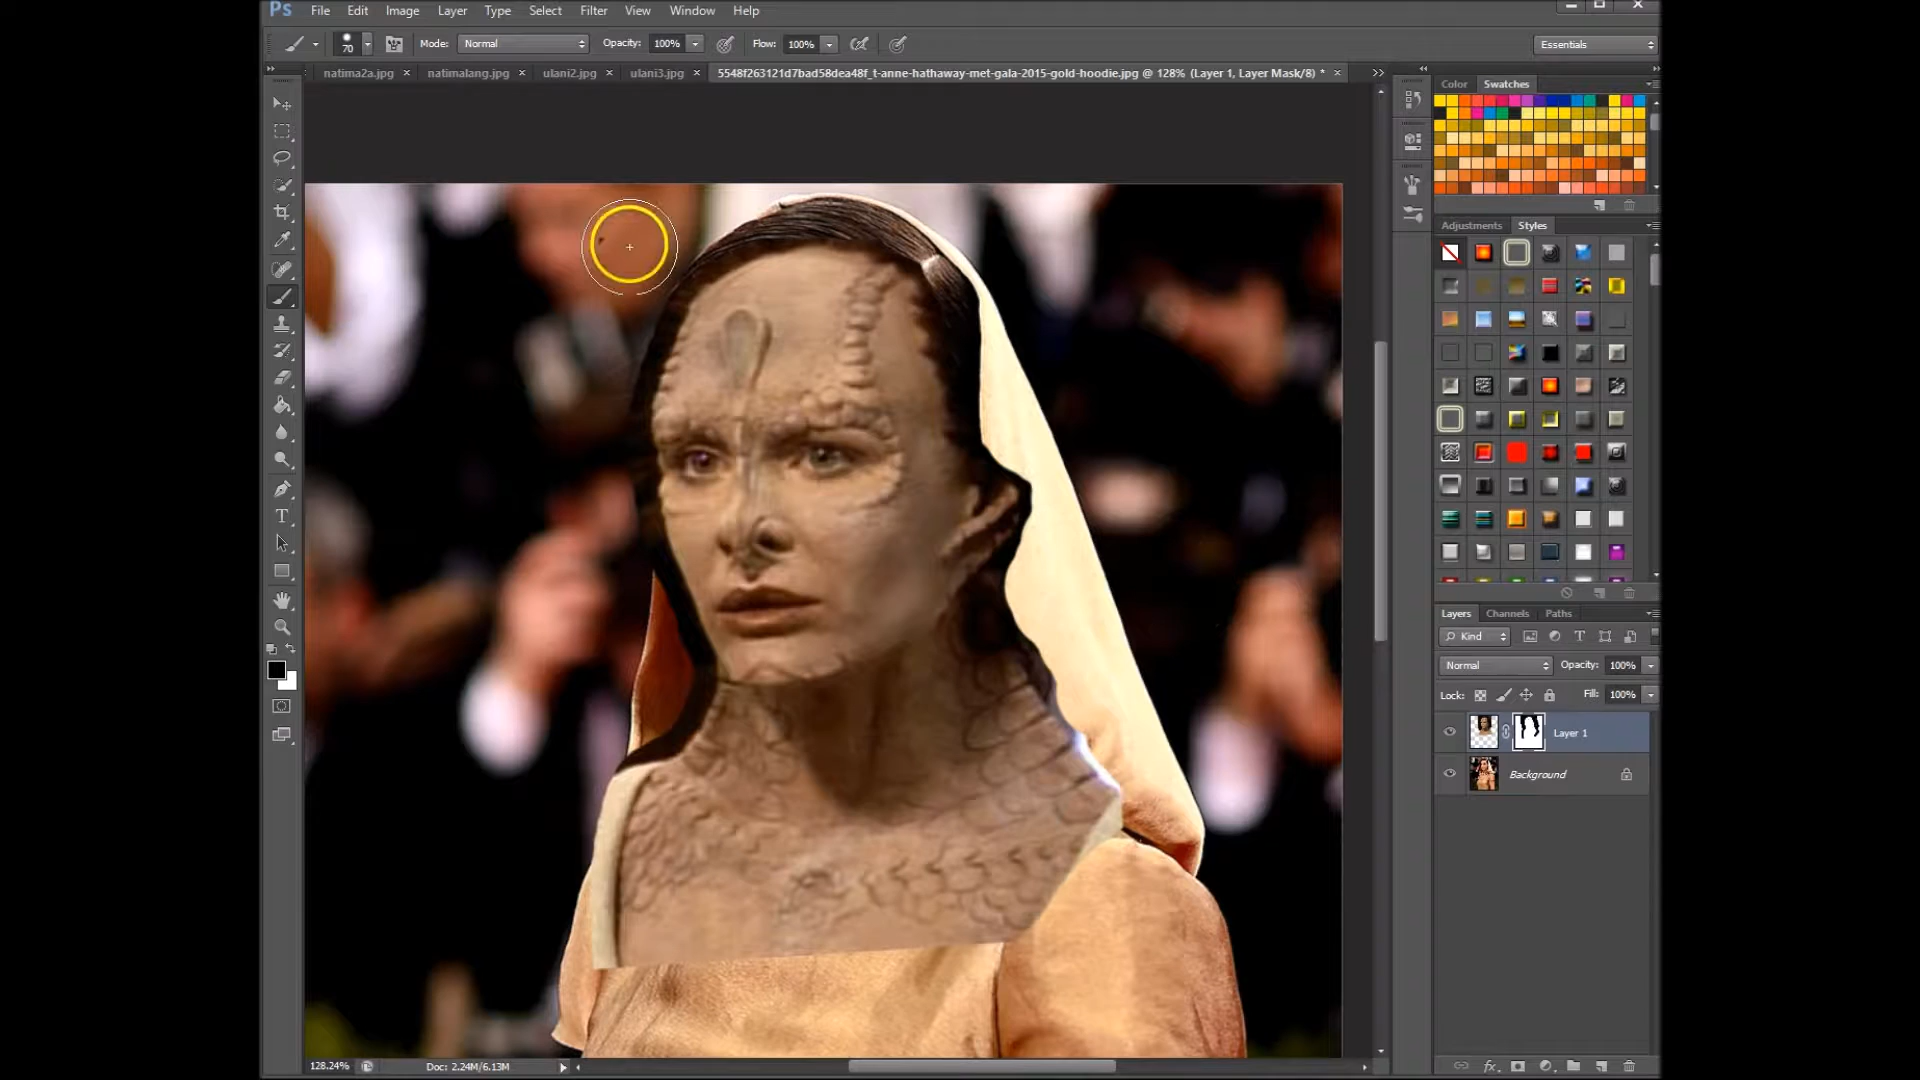 Ps File Edit Image Layer Type Select Filter View Window Help
70 Mode: Normal Opacity: 100% Flow: 100% Essentials
natima2a.jpg × natimalang.jpg × ulani2.jpg × ulani3.jpg × 5548f263121d7bad58dea48f_t-anne-hathaway-met-gala-2015-gold-hoodie.jpg @ 128% (Layer 1, Layer Mask/8) * ×
Color Swatches
Adjustments Styles
Layers Channels Paths
Kind
Normal Opacity: 100%
Lock: Fill: 100%
Layer 1
Background
128.24% Doc: 2.24M/6.13M